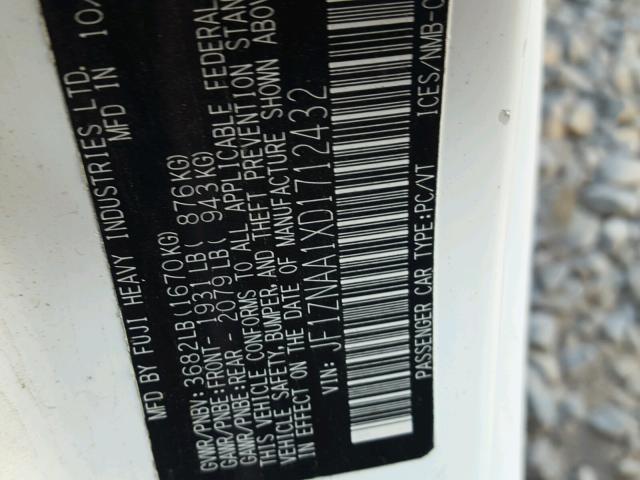 MFD BY FUJI HEAVY INDUSTRIES LTD.
MFD IN 10/
GVWR/PNBV: 3682LB(1670KG)
GAWR/PNBE:FRONT- 1931LB( 876KG)
GAWR/PNBE:REAR - 2079LB( 943KG)
THIS VEHICLE CONFORMS TO ALL APPLICABLE FEDERAL
VEHICLE SAFETY,BUMPER, AND THEFT PREVENTION STAN
IN EFFECT ON THE DATE OF MANUFACTURE SHOWN ABOV
VIN: JF1ZNAA1XD1712432
PASSENGER CAR TYPE:PC/VT ICES/NMB-0